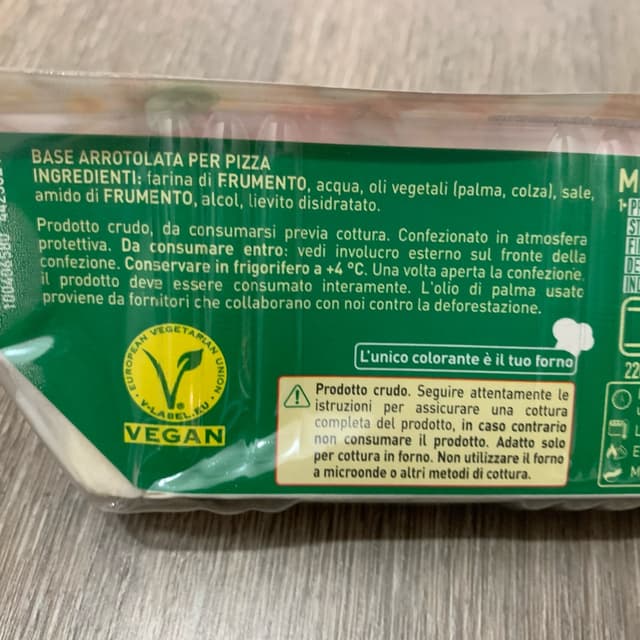 BASE ARROTOLATA PER PIZZA
INGREDIENTI: farina di FRUMENTO, acqua, oli vegetali (palma, colza), sale,
amido di FRUMENTO, alcol, lievito disidratato.
Prodotto crudo, da consumarsi previa cottura. Confezionato in atmosfera
protettiva. Da consumare entro: vedi involucro esterno sul fronte della
confezione. Conservare in frigorifero a +4 °C. Una volta aperta la confezione,
il prodotto deve essere consumato interamente. L'olio di palma usato
proviene da fornitori che collaborano con noi contro la deforestazione.
EUROPEAN VEGETARIAN UNION
V-LABEL.EU
VEGAN
L'unico colorante è il tuo forno
Prodotto crudo. Seguire attentamente le
istruzioni per assicurare una cottura
completa del prodotto, in caso contrario
non consumare il prodotto. Adatto solo
per cottura in forno. Non utilizzare il forno
a microonde o altri metodi di cottura.
M
22